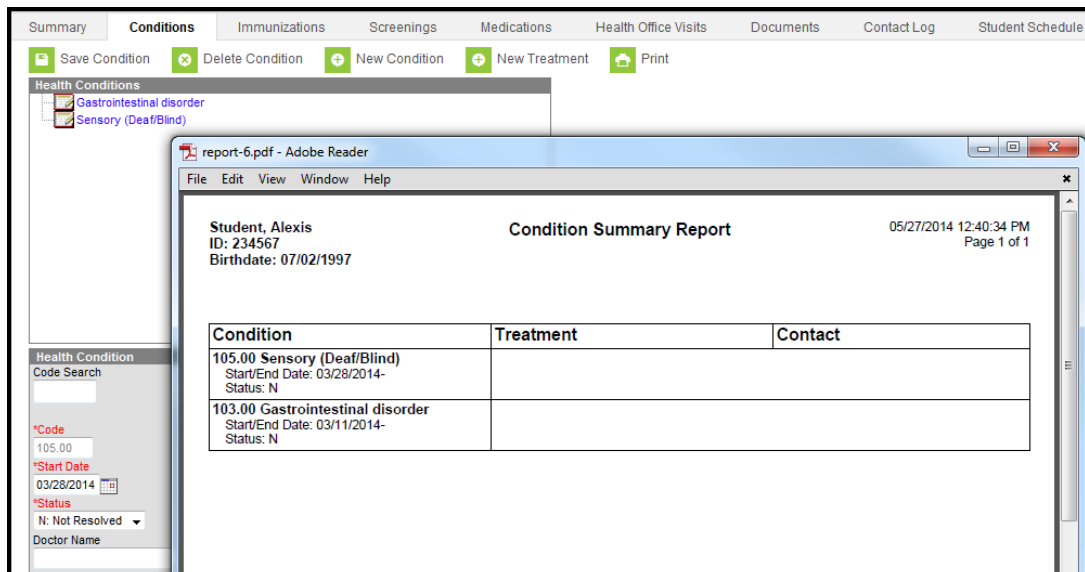 Summary Conditions Immunizations Screenings Medications Health Office Visits Documents Contact Log Student Schedule
Save Condition Delete Condition New Condition New Treatment Print
Health Conditions
Gastrointestinal disorder
Sensory (Deaf/Blind)
report-6.pdf - Adobe Reader
File Edit View Window Help
Student, Alexis Condition Summary Report 05/27/2014 12:40:34 PM
ID: 234567 Page 1 of 1
Birthdate: 07/02/1997
Condition Treatment Contact
105.00 Sensory (Deaf/Blind)
Start/End Date: 03/28/2014-
Status: N
103.00 Gastrointestinal disorder
Start/End Date: 03/11/2014-
Status: N
Health Condition
Code Search
*Code
105.00
*Start Date
03/28/2014
*Status
N: Not Resolved
Doctor Name